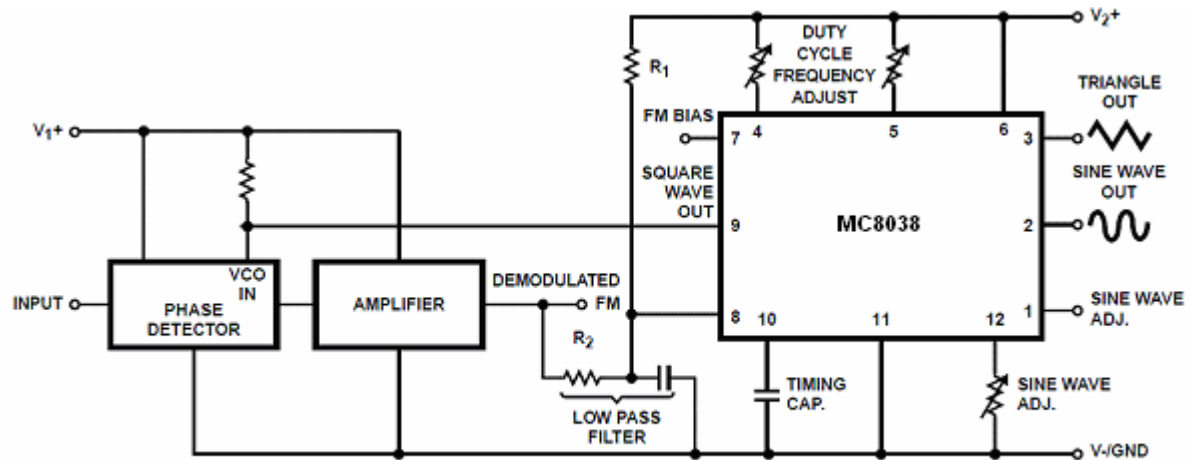 V2+
DUTY
CYCLE
FREQUENCY
ADJUST
R1
TRIANGLE
OUT
V1+
FM BIAS
7
4
5
6
3
SQUARE
WAVE
OUT
SINE WAVE
OUT
9
MC8038
2
VCO
IN
INPUT
PHASE
DETECTOR
AMPLIFIER
DEMODULATED
FM
8
10
11
12
1
SINE WAVE
ADJ.
R2
TIMING
CAP.
SINE WAVE
ADJ.
LOW PASS
FILTER
V-/GND